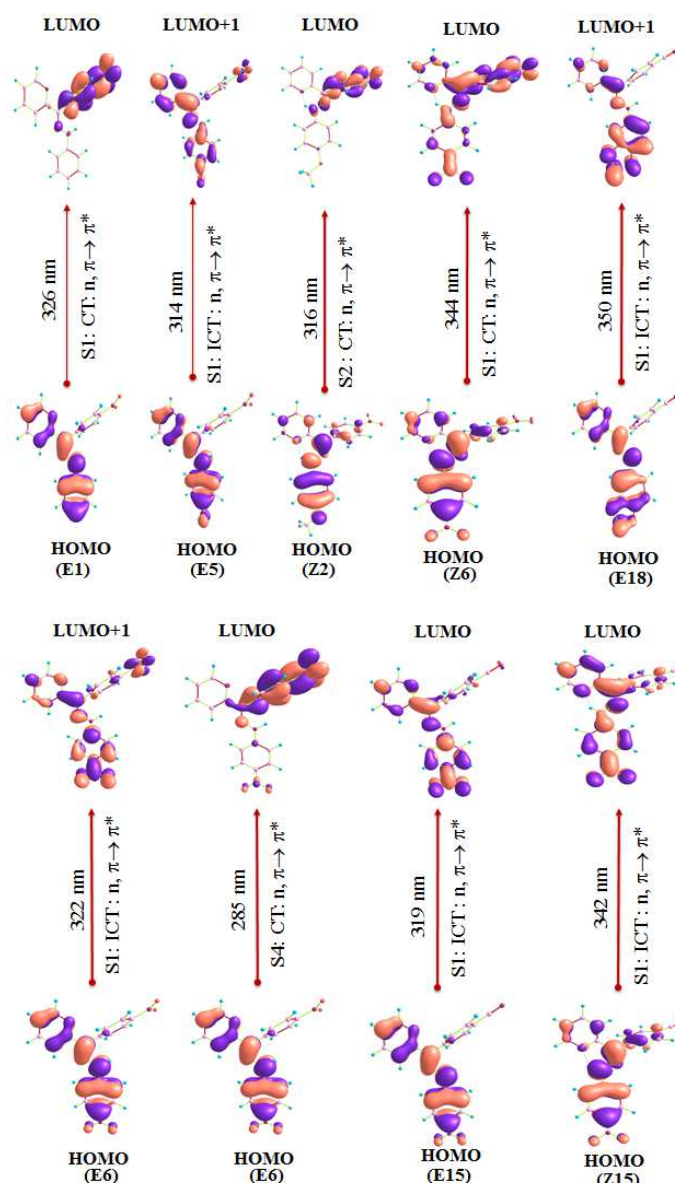 LUMO
LUMO+1
LUMO
LUMO
LUMO+1
326 nm
S1: CT: n, π→ π*
314 nm
S1: ICT : n, π→ π*
316 nm
S2 : CT: n, π→ π*
344 nm
S1: CT: n, π→ π*
350 nm
S1: ICT : n, π→ π*
HOMO
(E1)
HOMO
(E5)
HOMO
(Z2)
HOMO
(Z6)
HOMO
(E18)
LUMO+1
LUMO
LUMO
LUMO
322 nm
S1: ICT : n, π→ π*
285 nm
S4: CT: n, π→ π*
319 nm
S1: ICT : n, π→ π*
342 nm
S1: ICT : n, π→ π*
HOMO
(E6)
HOMO
(E6)
HOMO
(E15)
HOMO
(Z15)